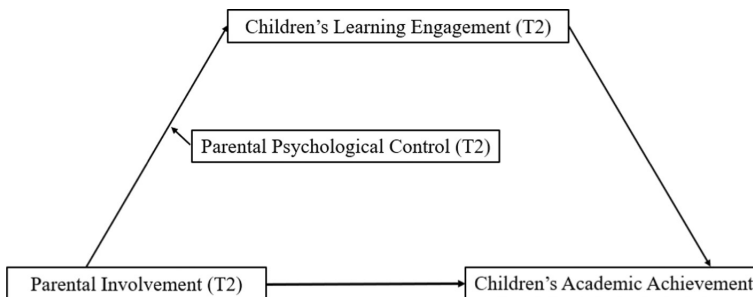 Children's Learning Engagement (T2)
Parental Psychological Control (T2)
Parental Involvement (T2)
Children's Academic Achievement